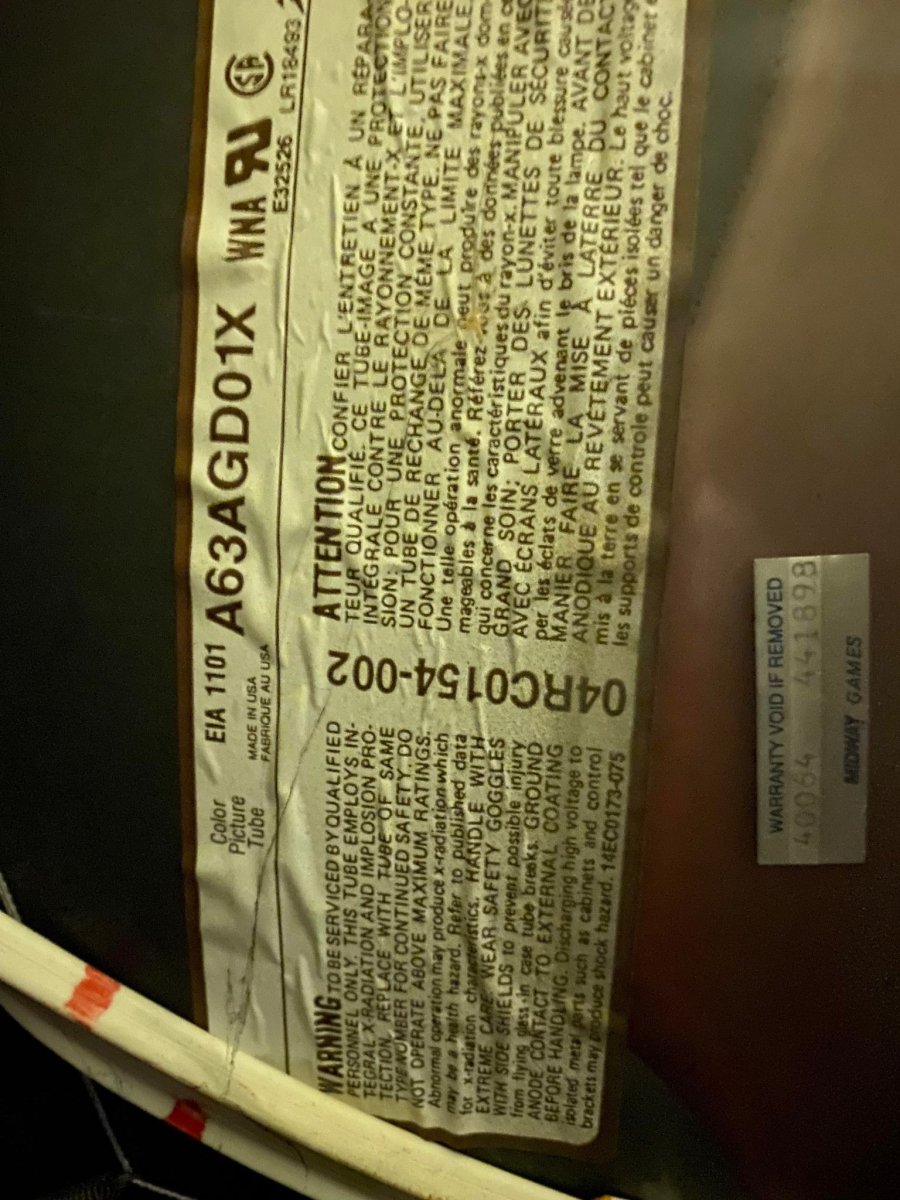 Color
Picture
Tube
EIA 1101 A63AGD01X WNA
MADE IN USA
FABRIQUE AU USA
E32526 LR18493
WARNING TO BE SERVICED BY QUALIFIED
PERSONNEL ONLY. THIS TUBE EMPLOYS IN-
TEGRAL X-RADIATION AND IMPLOSION PRO-
TECTION. REPLACE WITH TUBE OF SAME
TYPE NUMBER FOR CONTINUED SAFETY. DO
NOT OPERATE ABOVE MAXIMUM RATINGS.
Abnormal operation may produce x-radiation which
may be a health hazard. Refer to published data
for x-radiation characteristics. HANDLE WITH
EXTREME CARE. WEAR SAFETY GOGGLES
WITH SIDE SHIELDS to prevent possible injury
from flying glass in case tube breaks. GROUND
ANODE CONTACT TO EXTERNAL COATING
BEFORE HANDLING. Discharging high voltage to
isolated metal parts such as cabinets and control
brackets may produce shock hazard. 14EC0173-075
04RC0154-002
ATTENTION CONFIER L'ENTRETIEN À UN RÉPARA-
TEUR QUALIFIÉ. CE TUBE-IMAGE A UNE PROTECTION
INTÉGRALE CONTRE LE RAYONNEMENT-X ET L'IMPLO-
SION; POUR UNE PROTECTION CONSTANTE, UTILISER
UN TUBE DE RECHANGE DE MÊME TYPE. NE PAS FAIRE
FONCTIONNER AU-DELÀ DE LA LIMITE MAXIMALE.
Une telle opération anormale peut produire des rayons-x dom-
mageables à la santé. Référez-vous à des données publiées en ce
qui concerne les caractéristiques du rayon-x. MANIPULER AVEC
GRAND SOIN; PORTER DES LUNETTES DE SÉCURITÉ
AVEC ÉCRANS LATÉRAUX afin d'éviter toute blessure causée
per les éclats de verre advenant le bris de la lampe. AVANT DE
MANIER FAIRE LA MISE À LATERRE DU CONTACT
ANODIQUE AU REVÊTEMENT EXTÉRIEUR. Le haut voltage
mis à la terre en se servant de pièces isolées tel que le cabinet e
les supports de controle peut causer un danger de choc.
WARRANTY VOID IF REMOVED
40064 441898
MIDWAY GAMES